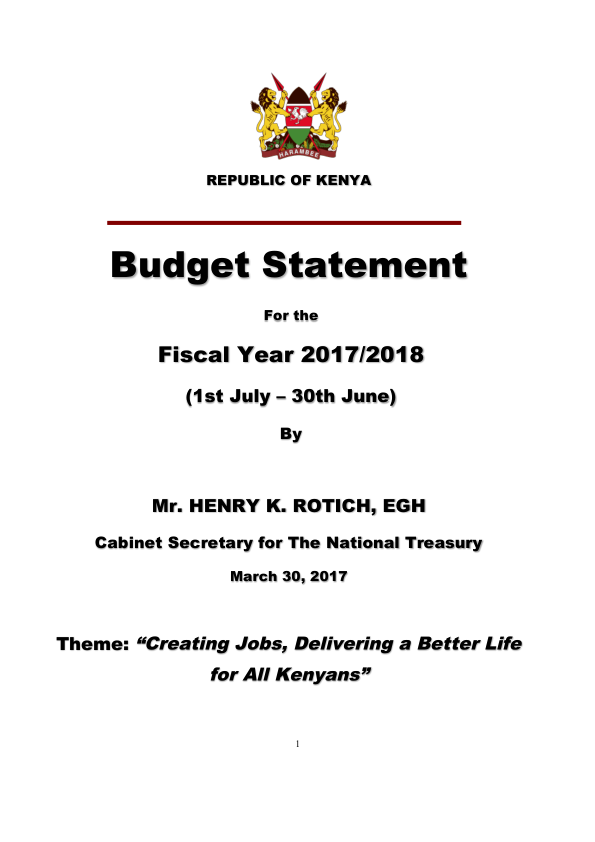 HARAMBEE
REPUBLIC OF KENYA
Budget Statement
For the
Fiscal Year 2017/2018
(1st July – 30th June)
By
Mr. HENRY K. ROTICH, EGH
Cabinet Secretary for The National Treasury
March 30, 2017
Theme: “Creating Jobs, Delivering a Better Life
for All Kenyans”
1